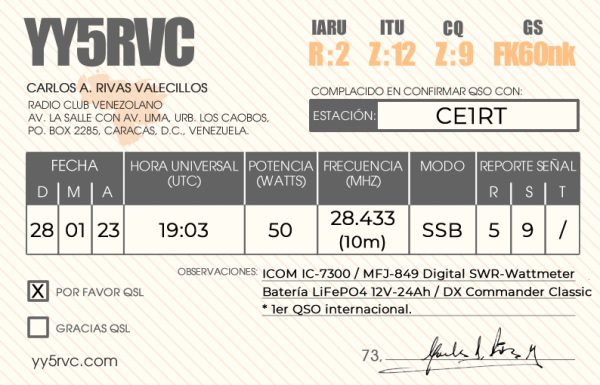 YY5RVC
IARU ITU CQ GS
R:2 Z:12 Z:9 FK60nk
CARLOS A. RIVAS VALECILLOS
RADIO CLUB VENEZOLANO
AV. LA SALLE CON AV. LIMA, URB. LOS CAOBOS,
PO. BOX 2285, CARACAS, D.C., VENEZUELA.
COMPLACIDO EN CONFIRMAR QSO CON:
ESTACIÓN: CE1RT
FECHA HORA UNIVERSAL (UTC) POTENCIA (WATTS) FRECUENCIA (MHZ) MODO REPORTE SEÑAL
D M A R S T
28 01 23 19:03 50 28.433 (10m) SSB 5 9 /
OBSERVACIONES: ICOM IC-7300 / MFJ-849 Digital SWR-Wattmeter
Batería LiFePO4 12V-24Ah / DX Commander Classic
* 1er QSO internacional.
X POR FAVOR QSL
GRACIAS QSL
yy5rvc.com
73,